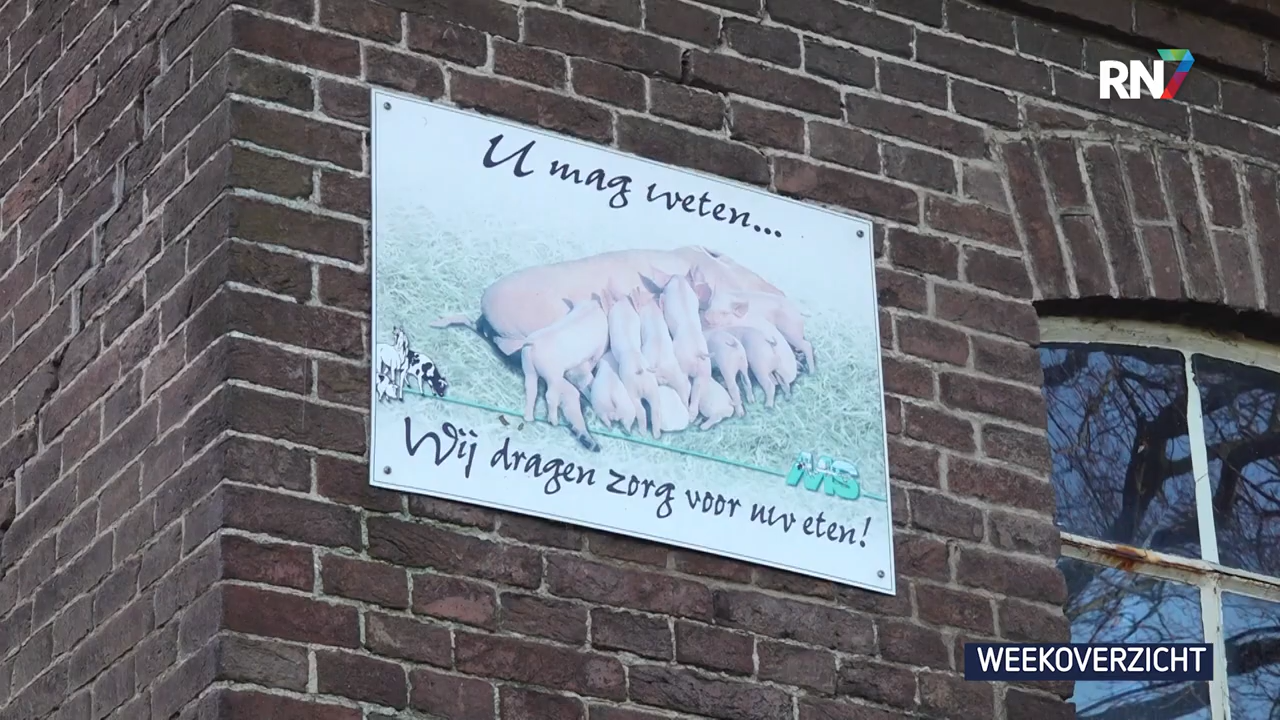 RN7
U mag weten...
MS
Wij dragen zorg voor uw eten!
WEEKOVERZICHT